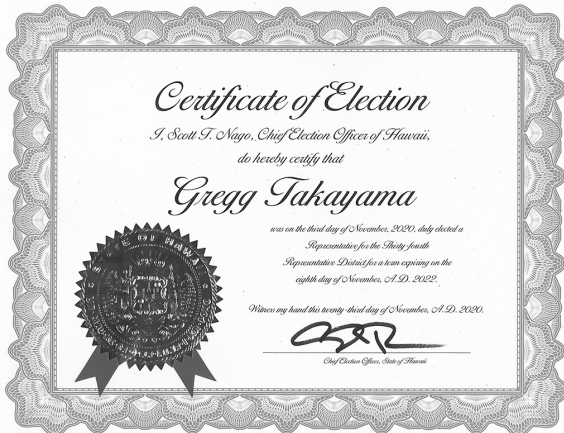 Certificate of Election
I, Scott T. Nago, Chief Election Officer of Hawaii,
do hereby certify that
Gregg Takayama
was on the third day of November, 2020, duly elected a
Representative for the Thirty-fourth
Representative District for a term expiring on the
eighth day of November, A.D. 2022.
Witness my hand this twenty-third day of November, A.D. 2020.
Chief Election Officer, State of Hawaii